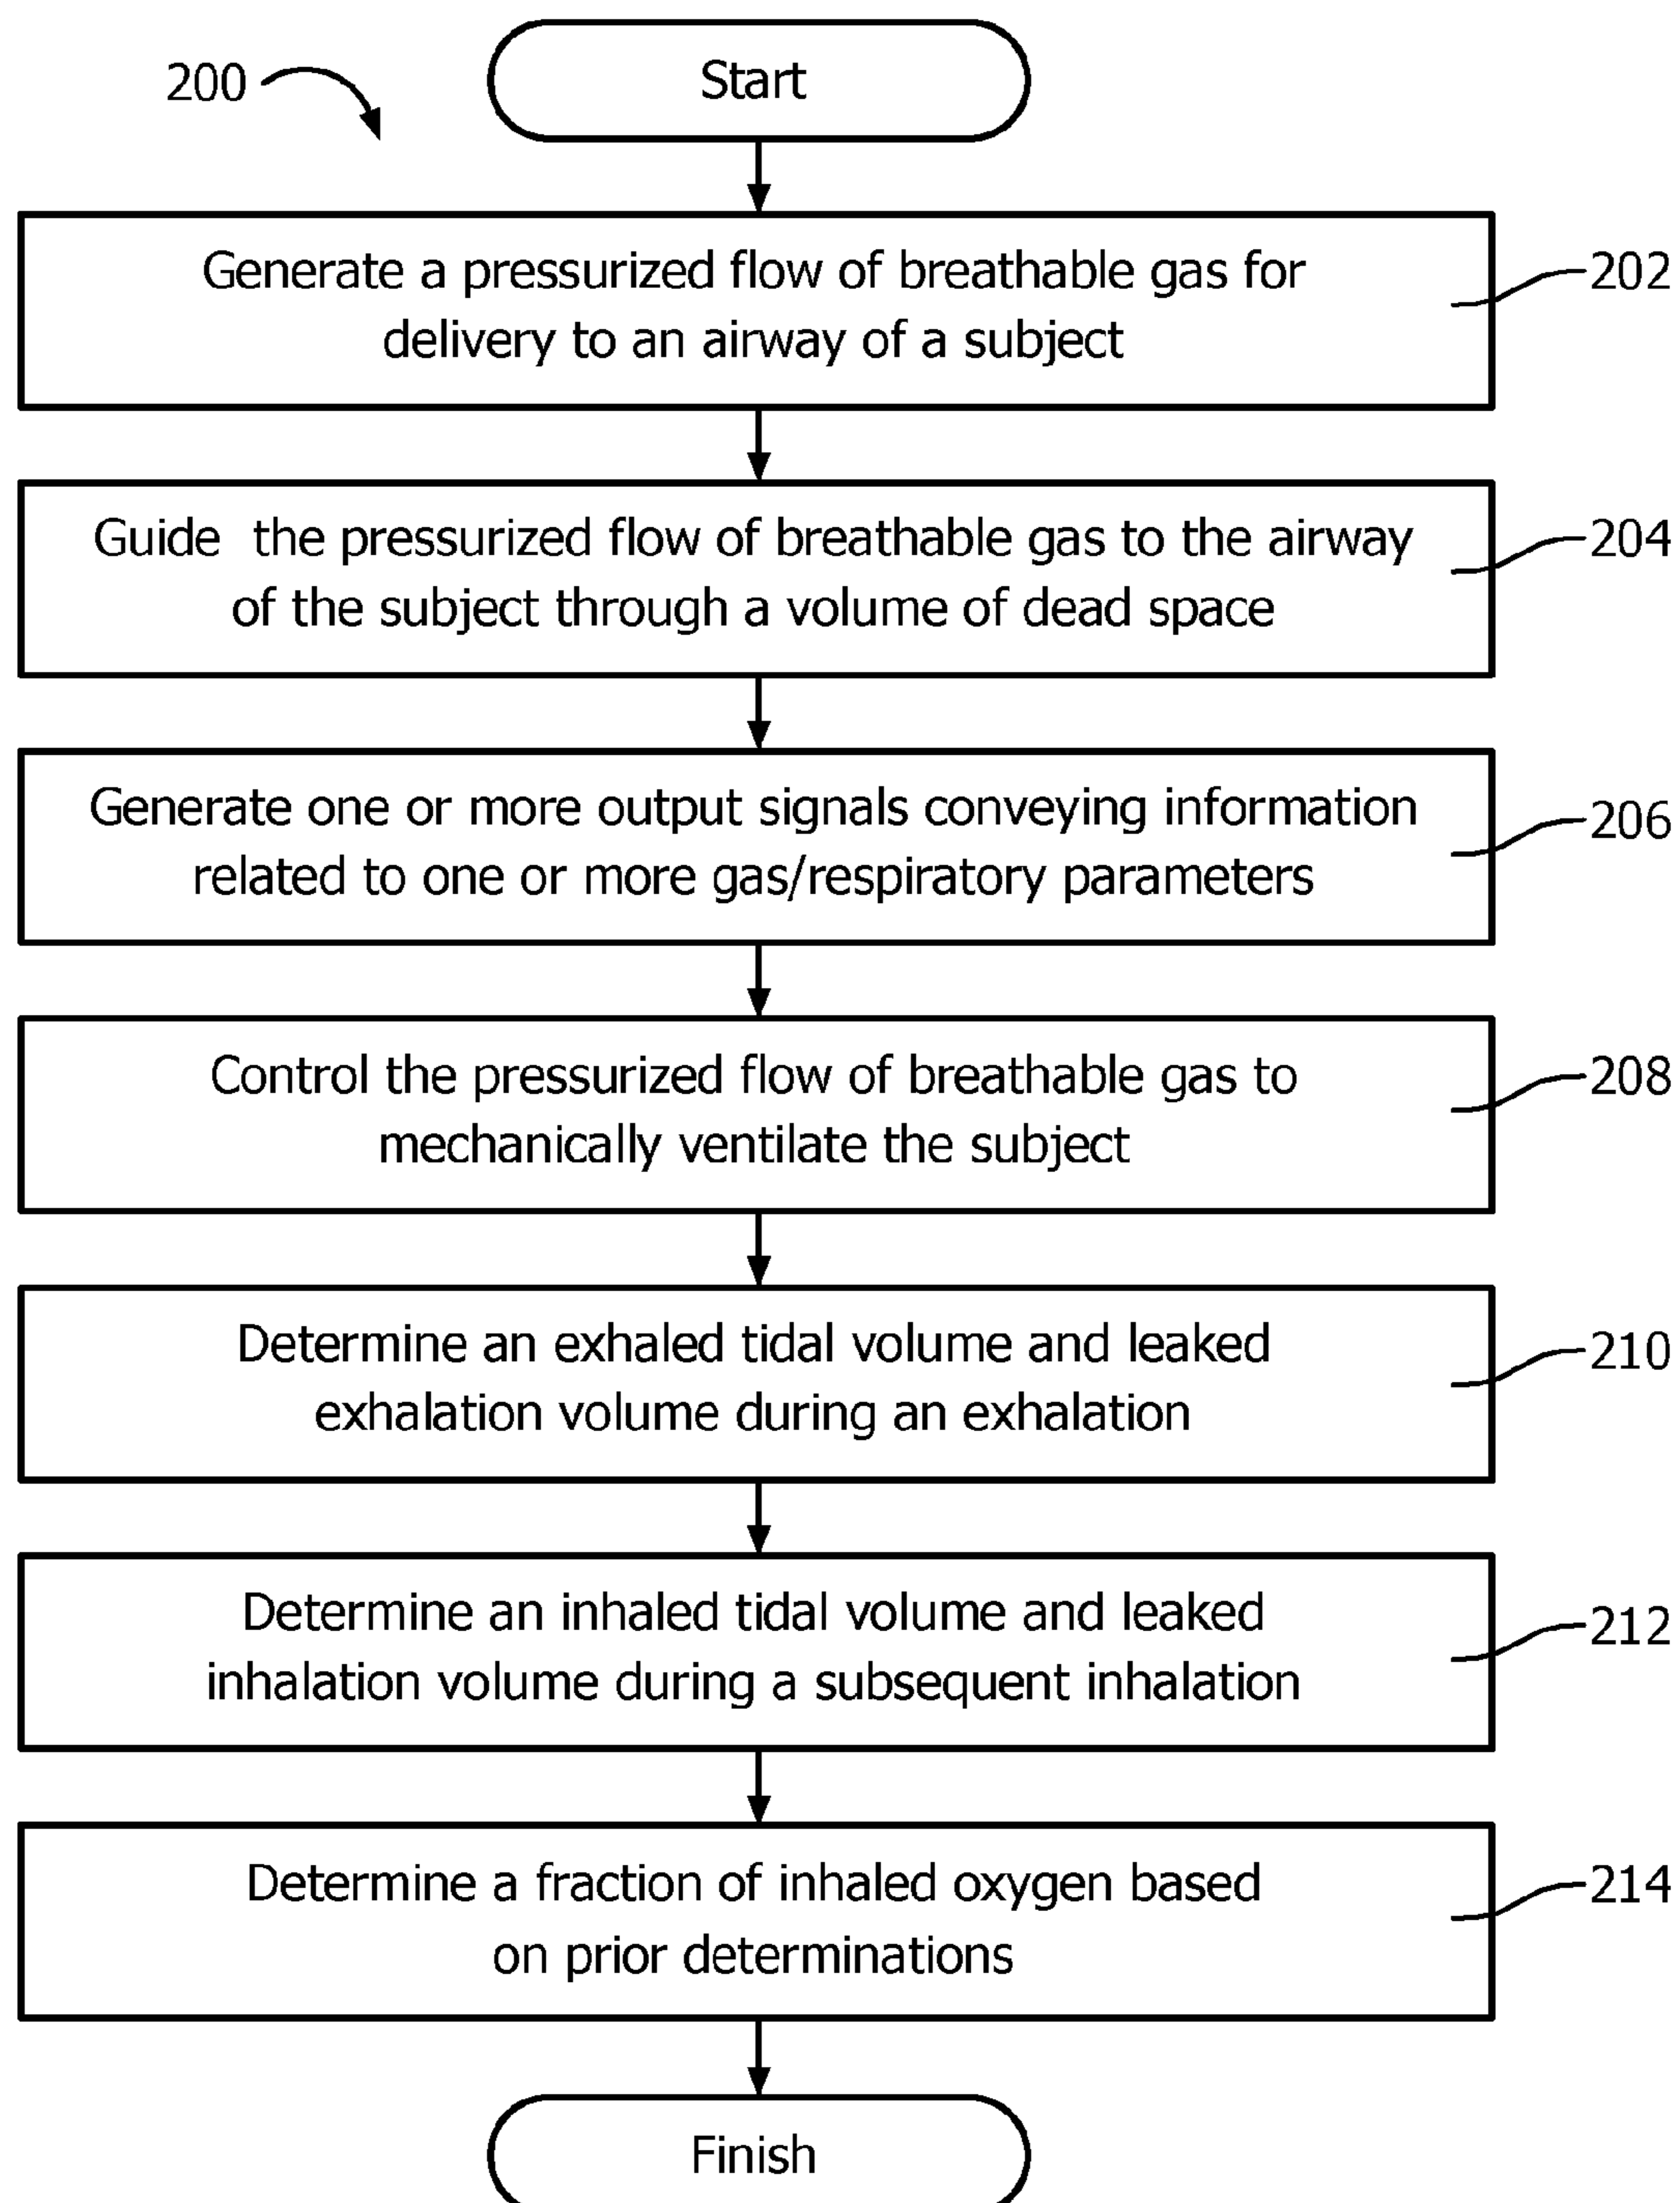 200
Start
Generate a pressurized flow of breathable gas for
delivery to an airway of a subject
202
Guide the pressurized flow of breathable gas to the airway
of the subject through a volume of dead space
204
Generate one or more output signals conveying information
related to one or more gas/respiratory parameters
206
Control the pressurized flow of breathable gas to
mechanically ventilate the subject
208
Determine an exhaled tidal volume and leaked
exhalation volume during an exhalation
210
Determine an inhaled tidal volume and leaked
inhalation volume during a subsequent inhalation
212
Determine a fraction of inhaled oxygen based
on prior determinations
214
Finish